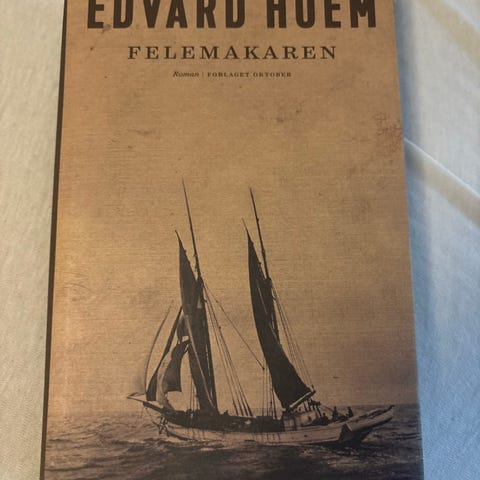 EDVARD HOEM
FELEMAKAREN
Roman | FORLAGET OKTOBER